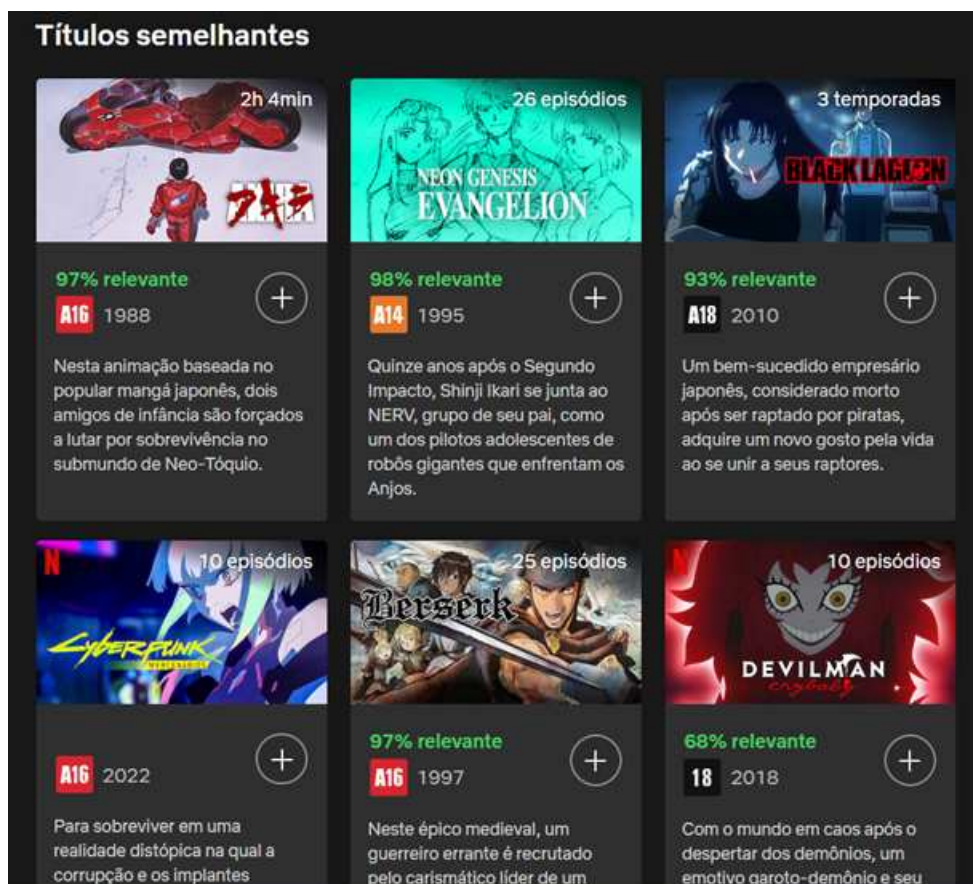 Títulos semelhantes
2h 4min
アキラ
AKIRA
26 episódios
NEON GENESIS
EVANGELION
3 temporadas
BLACK LAGOON
97% relevante
A16 1988
Nesta animação baseada no
popular mangá japonês, dois
amigos de infância são forçados
a lutar por sobrevivência no
submundo de Neo-Tóquio.
98% relevante
A14 1995
Quinze anos após o Segundo
Impacto, Shinji Ikari se junta ao
NERV, grupo de seu pai, como
um dos pilotos adolescentes de
robôs gigantes que enfrentam os
Anjos.
93% relevante
A18 2010
Um bem-sucedido empresário
japonês, considerado morto
após ser raptado por piratas,
adquire um novo gosto pela vida
ao se unir a seus raptores.
N
10 episódios
CYBERPUNK
25 episódios
Berserk
N
10 episódios
DEVILMAN
crybaby
A16 2022
Para sobreviver em uma
realidade distópica na qual a
corrupção e os implantes
97% relevante
A16 1997
Neste épico medieval, um
guerreiro errante é recrutado
pelo carismático líder de um
68% relevante
18 2018
Com o mundo em caos após o
despertar dos demônios, um
emotivo garoto-demônio e seu